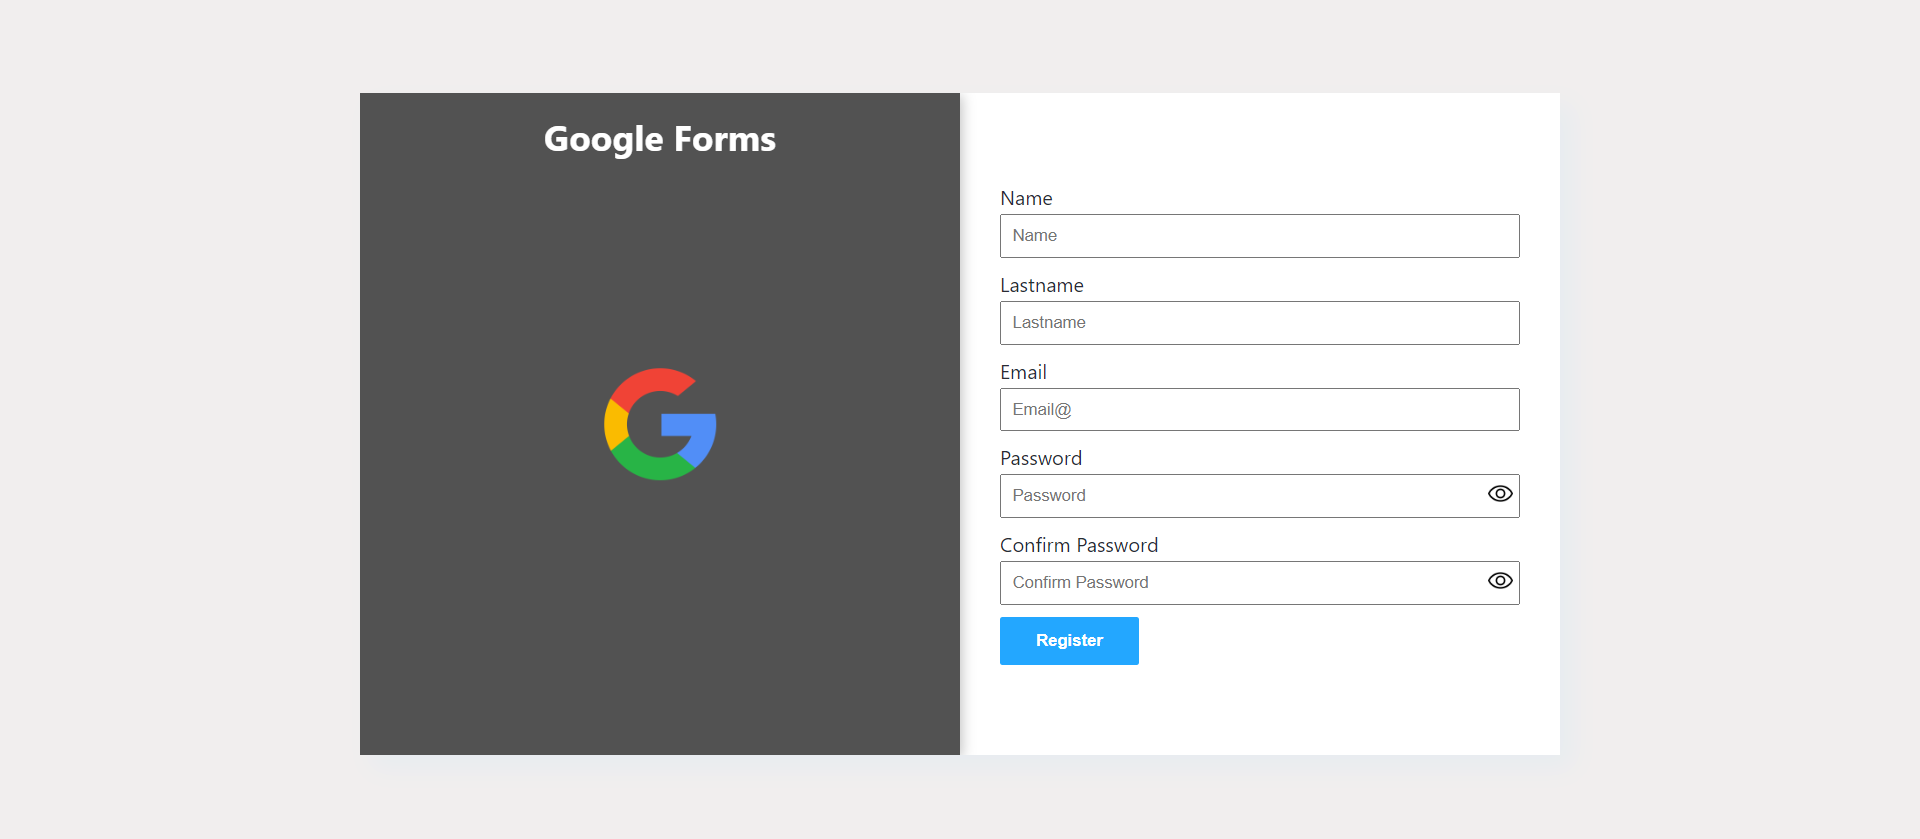 Google Forms
Name
Name
Lastname
Lastname
Email
Email@
Password
Password
Confirm Password
Confirm Password
Register